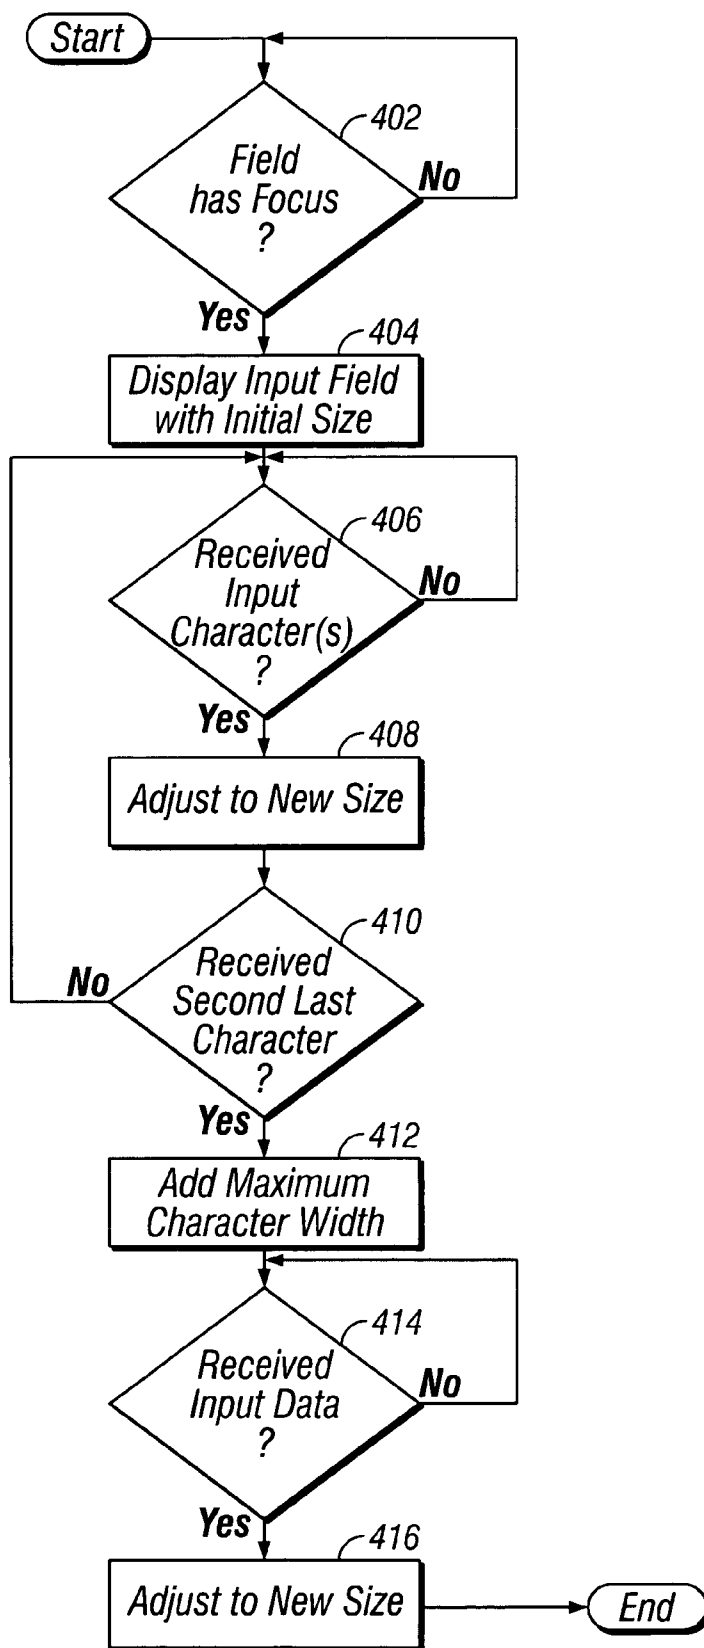 Start
402
Field
has Focus
?
No
Yes
404
Display Input Field
with Initial Size
406
Received
Input
Character(s)
?
No
Yes
408
Adjust to New Size
410
Received
Second Last
Character
?
No
Yes
412
Add Maximum
Character Width
414
Received
Input Data
?
No
Yes
416
Adjust to New Size
End